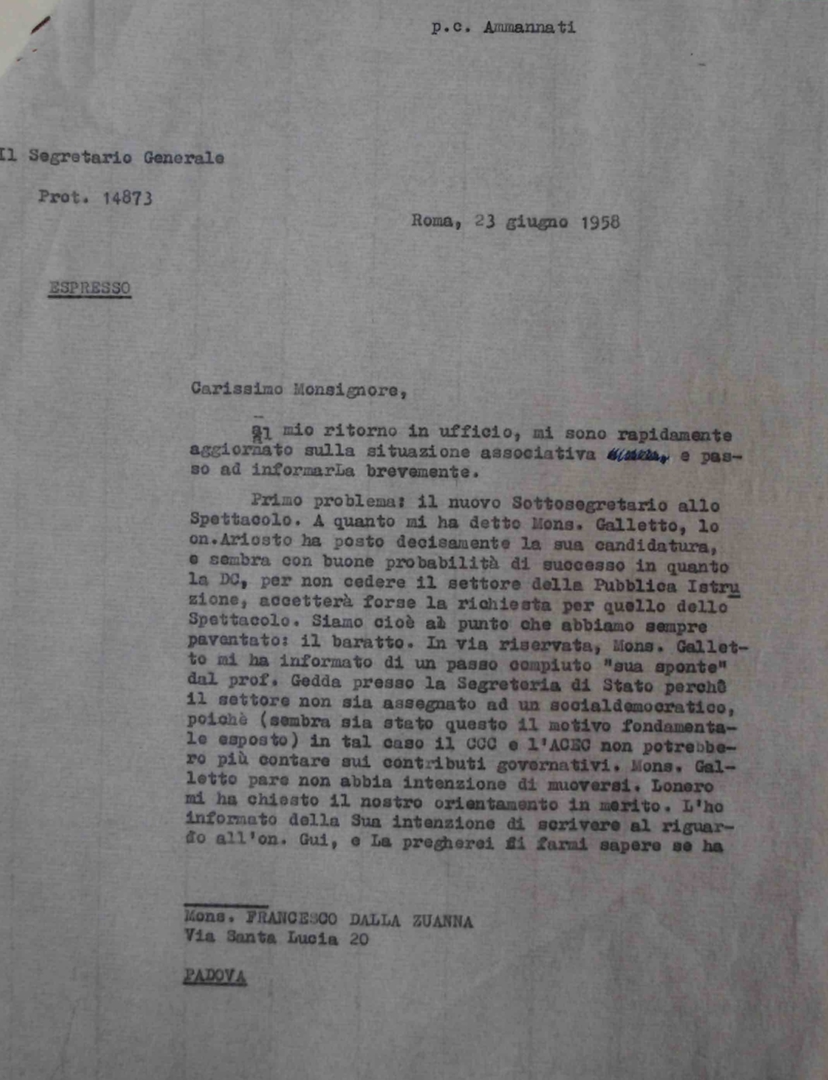 p.c. Ammannati
Il Segretario Generale
Prot. 14873
Roma, 23 giugno 1958
ESPRESSO
Carissimo Monsignore,
al mio ritorno in ufficio, mi sono rapidamente
aggiornato sulla situazione associativa e pas-
so ad informarLa brevemente.
Primo problema: il nuovo Sottosegretario allo
Spettacolo. A quanto mi ha detto Mons. Galletto, lo
on.Ariosto ha posto decisamente la sua candidatura,
e sembra con buone probabilità di successo in quanto
la DC, per non cedere il settore della Pubblica Istru
zione, accetterà forse la richiesta per quello dello
Spettacolo. Siamo cioè al punto che abbiamo sempre
paventato: il baratto. In via riservata, Mons. Gallet-
to mi ha informato di un passo compiuto "sua sponte"
dal prof. Gedda presso la Segreteria di Stato perchè
il settore non sia assegnato ad un socialdemocratico,
poichè (sembra sia stato questo il motivo fondamenta-
le esposto) in tal caso il CCC e l'ACEC non potrebbe-
ro più contare sui contributi governativi. Mons. Gal-
letto pare non abbia intenzione di muoversi. Lonero
mi ha chiesto il nostro orientamento in merito. L'ho
informato della Sua intenzione di scrivere al riguar-
do all'on. Gui, e La pregherei di farmi sapere se ha
Mons. FRANCESCO DALLA ZUANNA
Via Santa Lucia 20
PADOVA